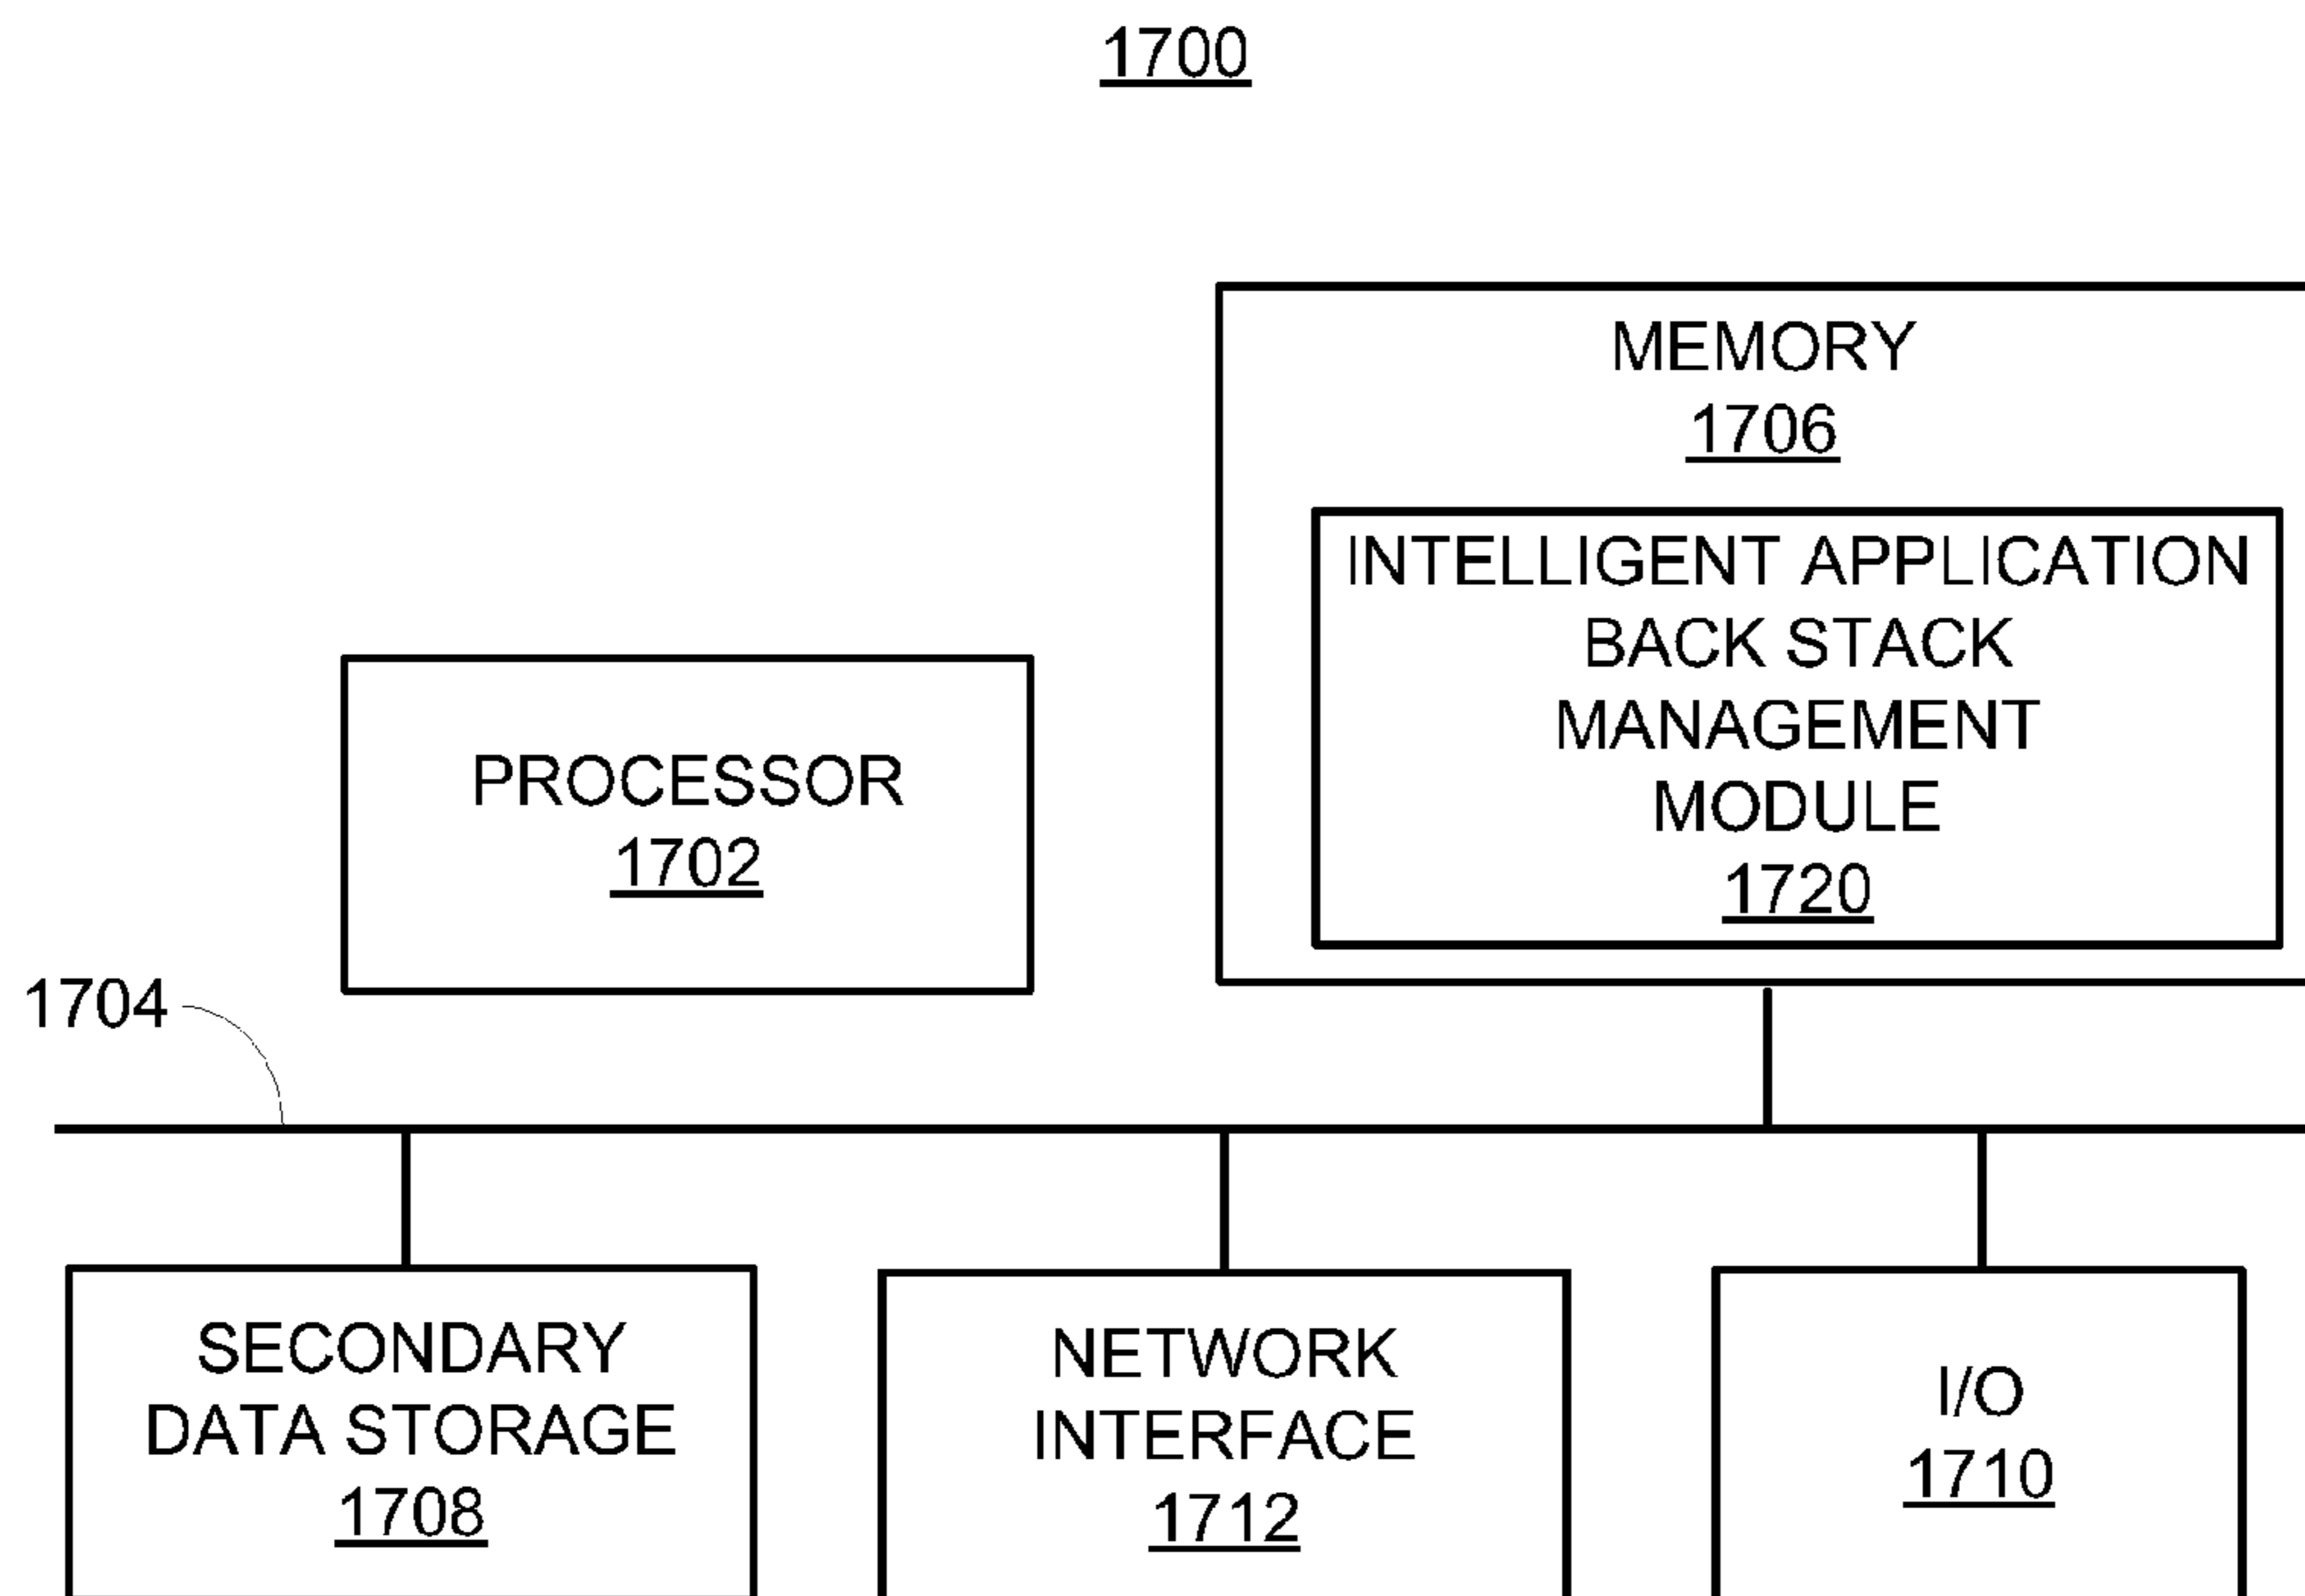 1700
MEMORY
1706
INTELLIGENT APPLICATION
BACK STACK
MANAGEMENT
MODULE
1720
PROCESSOR
1702
1704
SECONDARY
DATA STORAGE
1708
NETWORK
INTERFACE
1712
I/O
1710